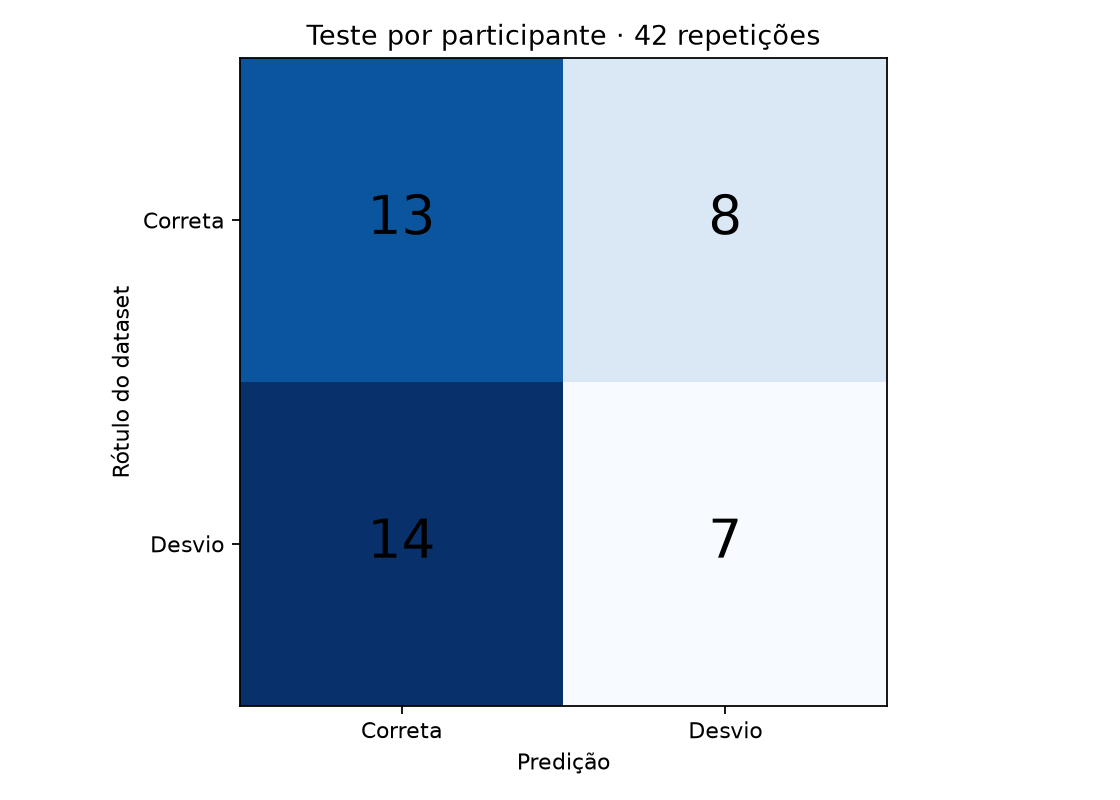 Teste por participante · 42 repetições
Correta
13
8
Rótulo do dataset
Desvio
14
7
Correta
Desvio
Predição